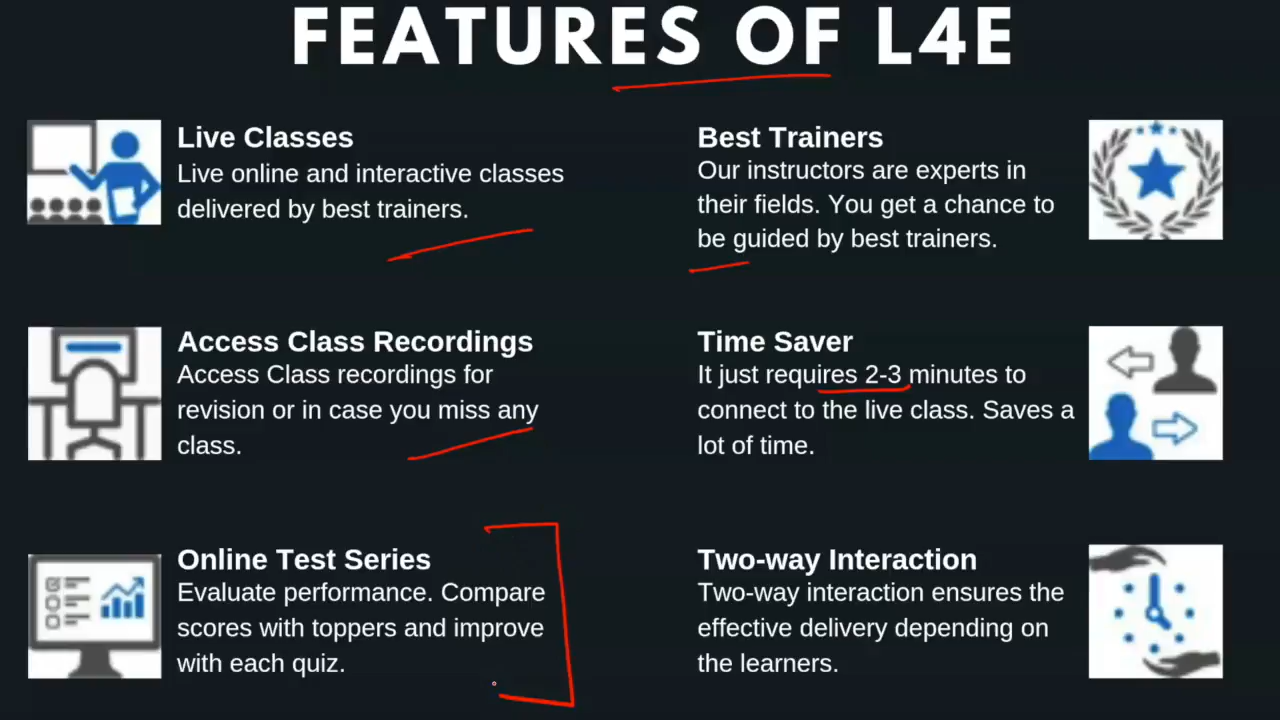 FEATURES OF L4E
Live Classes
Live online and interactive classes
delivered by best trainers.
Best Trainers
Our instructors are experts in
their fields. You get a chance to
be guided by best trainers.
Access Class Recordings
Access Class recordings for
revision or in case you miss any
class.
Time Saver
It just requires 2-3 minutes to
connect to the live class. Saves a
lot of time.
Online Test Series
Evaluate performance. Compare
scores with toppers and improve
with each quiz.
Two-way Interaction
Two-way interaction ensures the
effective delivery depending on
the learners.